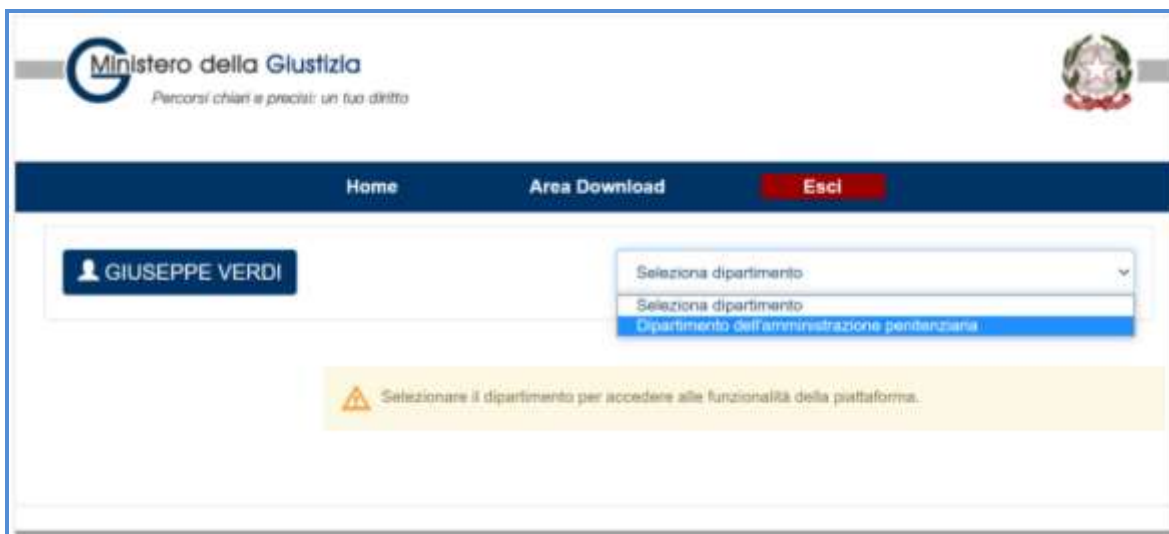 Ministero della Giustizia
Percorsi chiari e precisi: un tuo diritto
Home Area Download Esci
GIUSEPPE VERDI
Seleziona dipartimento
Seleziona dipartimento
Dipartimento dell'amministrazione penitenziaria
Selezionare il dipartimento per accedere alle funzionalità della piattaforma.